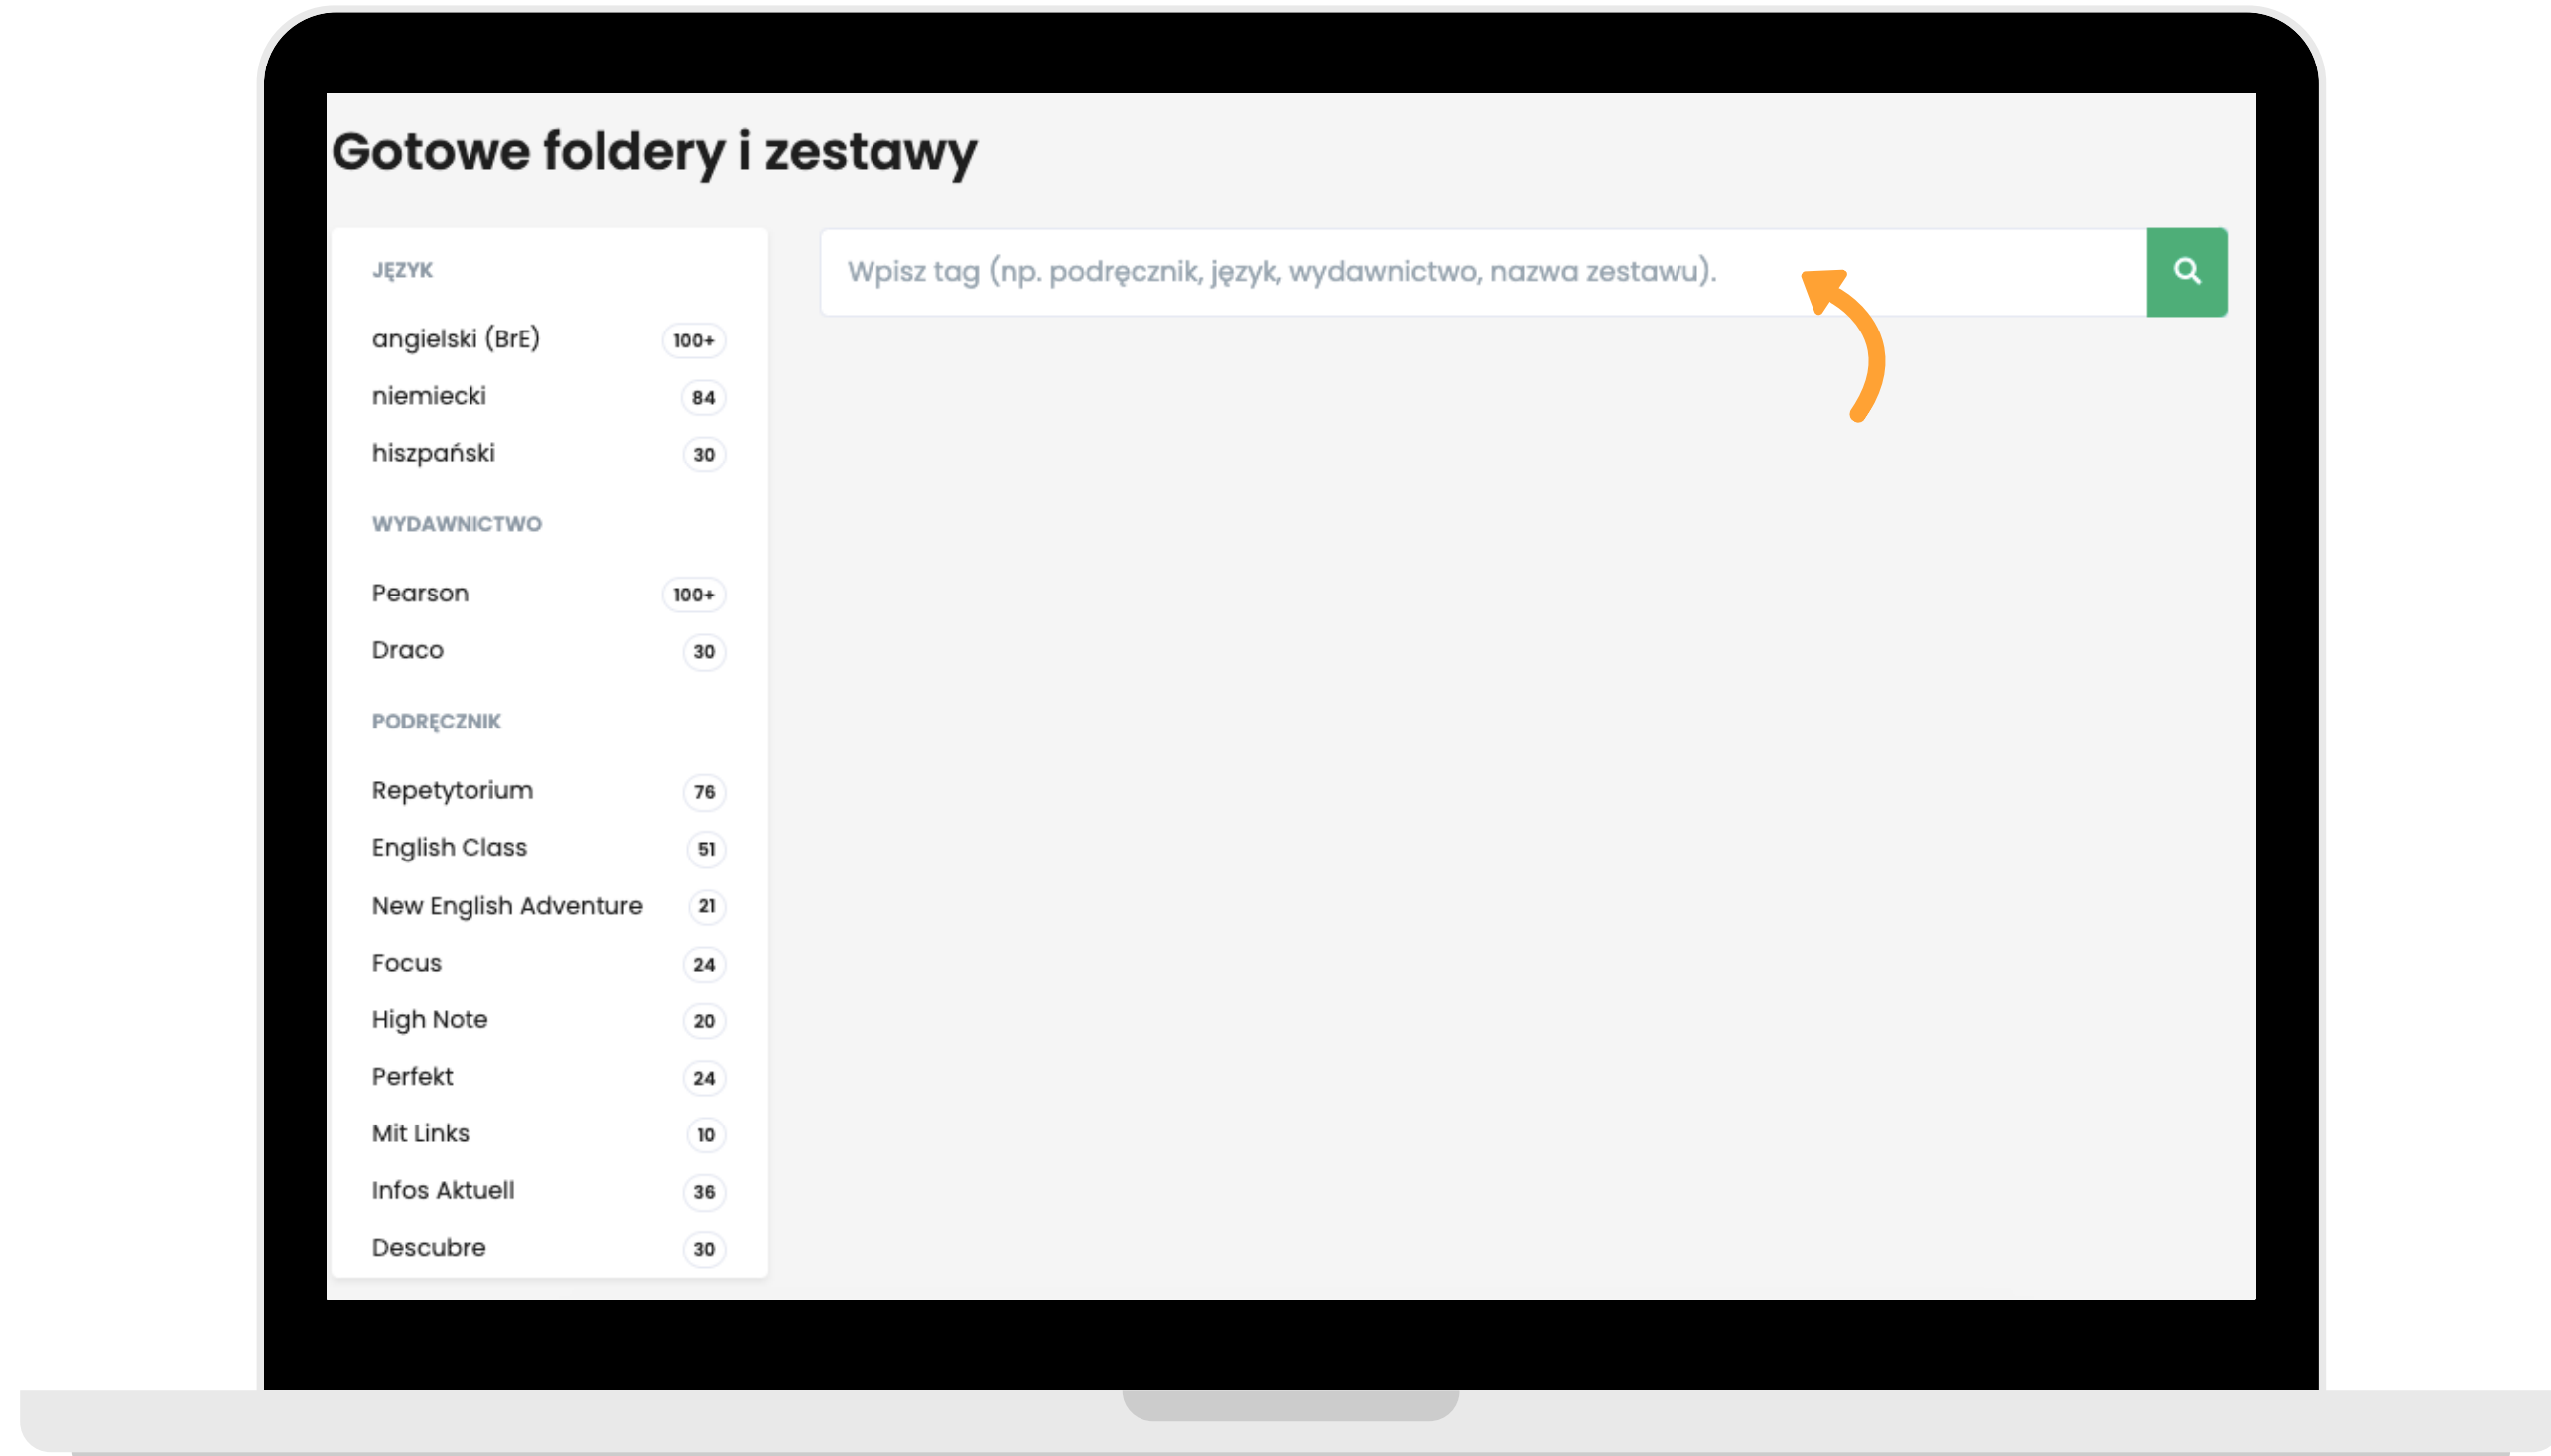 Gotowe foldery i zestawy
JĘZYK
angielski (BrE) 100+
niemiecki 84
hiszpański 30
WYDAWNICTWO
Pearson 100+
Draco 30
PODRĘCZNIK
Repetytorium 76
English Class 51
New English Adventure 21
Focus 24
High Note 20
Perfekt 24
Mit Links 10
Infos Aktuell 36
Descubre 30
Wpisz tag (np. podręcznik, język, wydawnictwo, nazwa zestawu).